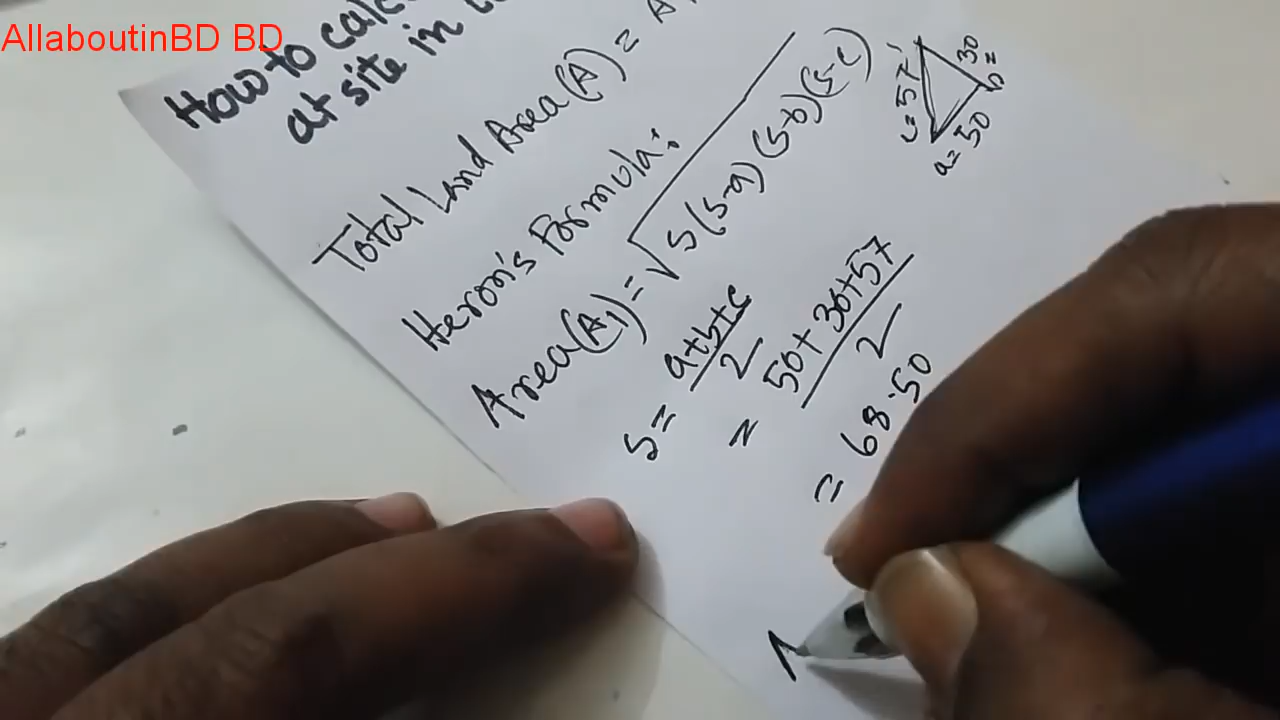 AllaboutinBD BD
How to
at site in
Total Land Area (A) =
Heron's Formula:
Area (A₁) = √s(s-a)(s-b)(s-c)
s = a+b+c / 2
= 50+30+57 / 2
= 68.50
c = 57'
30
b =
a = 50